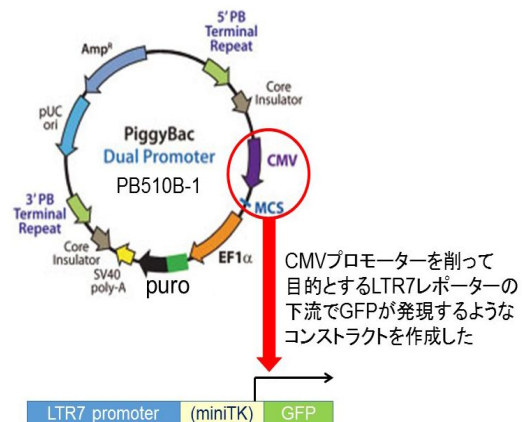 5' PB
Terminal
Repeat
Amp^R
Core
Insulator
pUC
ori
PiggyBac
Dual Promoter
PB510B-1
CMV
MCS
3' PB
Terminal
Repeat
Core
Insulator
SV40
poly-A
puro
EF1α
CMVプロモーターを削って
目的とするLTR7レポーターの
下流でGFPが発現するような
コンストラクトを作成した
LTR7 promoter (miniTK) GFP